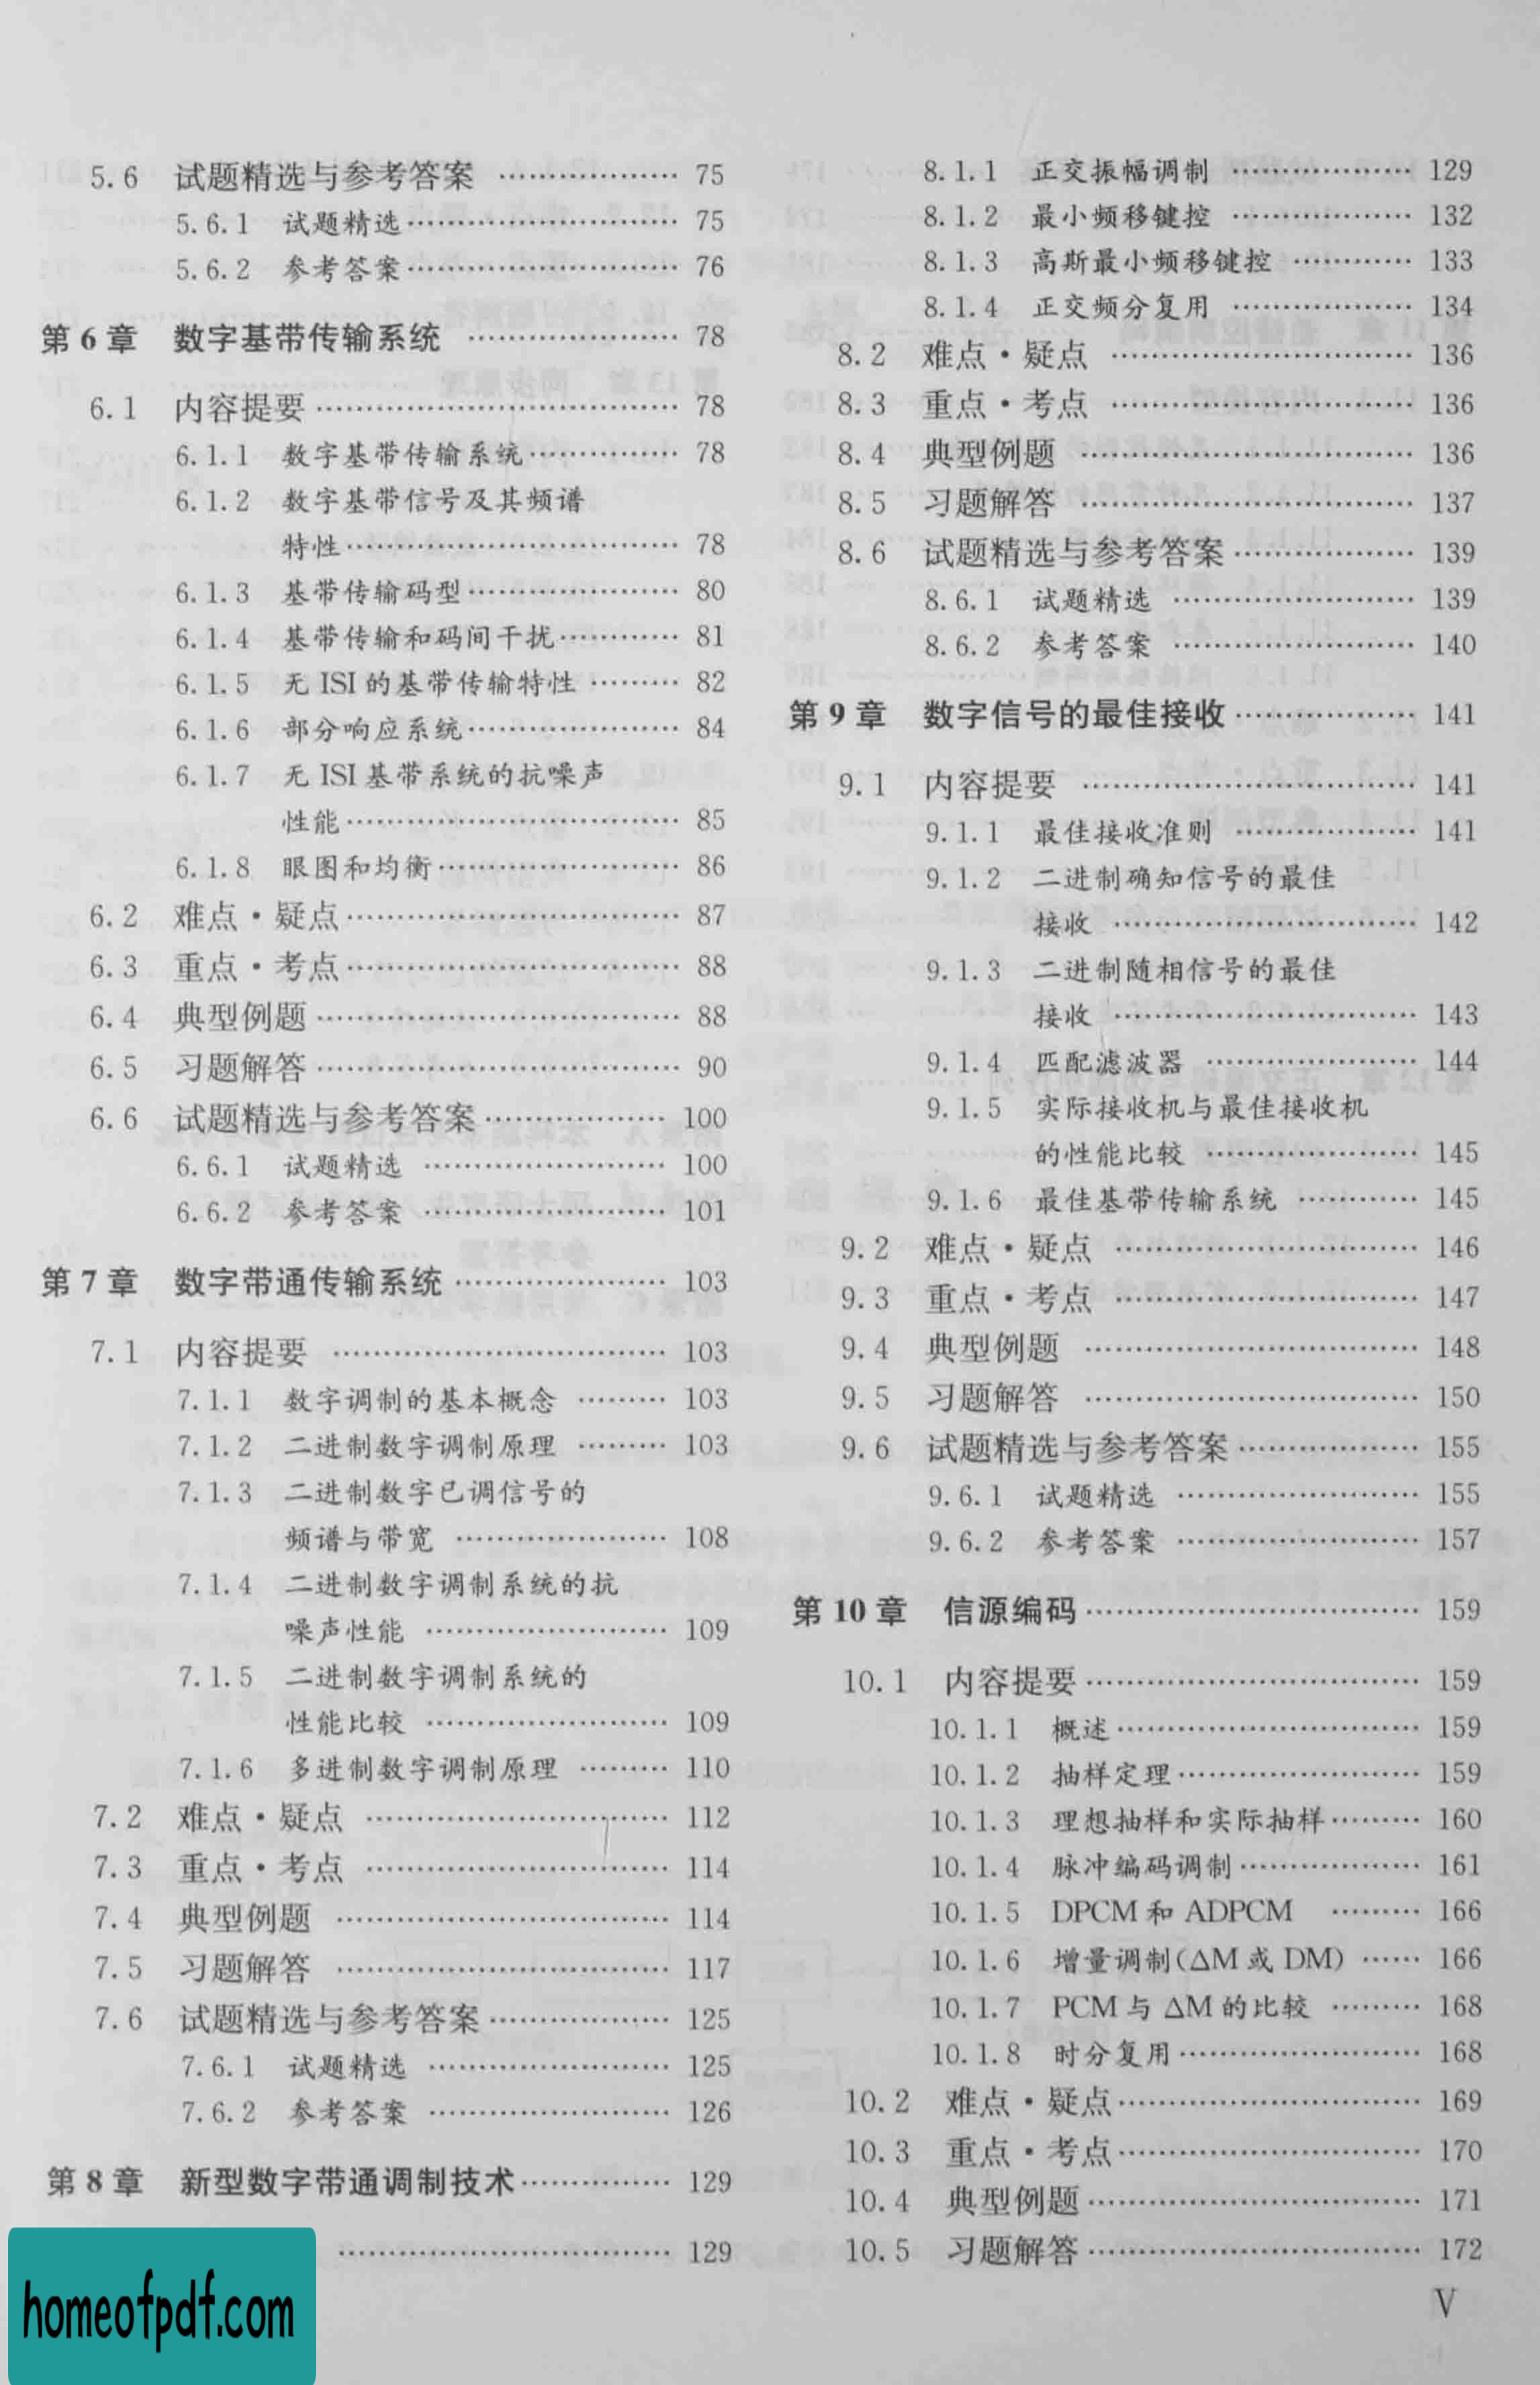 5.6 试题精选与参考答案 ……………… 75
5.6.1 试题精选……………………… 75
5.6.2 参考答案……………………… 76
第 6 章 数字基带传输系统 ………………… 78
6.1 内容提要……………………………… 78
6.1.1 数字基带传输系统…………… 78
6.1.2 数字基带信号及其频谱
特性…………………………… 78
6.1.3 基带传输码型………………… 80
6.1.4 基带传输和码间干扰………… 81
6.1.5 无 ISI 的基带传输特性 ……… 82
6.1.6 部分响应系统………………… 84
6.1.7 无 ISI 基带系统的抗噪声
性能…………………………… 85
6.1.8 眼图和均衡…………………… 86
6.2 难点·疑点…………………………… 87
6.3 重点·考点…………………………… 88
6.4 典型例题……………………………… 88
6.5 习题解答……………………………… 90
6.6 试题精选与参考答案……………… 100
6.6.1 试题精选 …………………… 100
6.6.2 参考答案 …………………… 101
第 7 章 数字带通传输系统 ………………… 103
7.1 内容提要 …………………………… 103
7.1.1 数字调制的基本概念 ……… 103
7.1.2 二进制数字调制原理 ……… 103
7.1.3 二进制数字已调信号的
频谱与带宽 ………………… 108
7.1.4 二进制数字调制系统的抗
噪声性能 …………………… 109
7.1.5 二进制数字调制系统的
性能比较 …………………… 109
7.1.6 多进制数字调制原理 ……… 110
7.2 难点·疑点 ………………………… 112
7.3 重点·考点 ………………………… 114
7.4 典型例题 …………………………… 114
7.5 习题解答 …………………………… 117
7.6 试题精选与参考答案……………… 125
7.6.1 试题精选 …………………… 125
7.6.2 参考答案 …………………… 126
第 8 章 新型数字带通调制技术…………… 129
…………………………… 129
8.1.1 正交振幅调制 ……………… 129
8.1.2 最小频移键控 ……………… 132
8.1.3 高斯最小频移键控 ………… 133
8.1.4 正交频分复用 ……………… 134
8.2 难点·疑点 ………………………… 136
8.3 重点·考点 ………………………… 136
8.4 典型例题 …………………………… 136
8.5 习题解答 …………………………… 137
8.6 试题精选与参考答案……………… 139
8.6.1 试题精选 …………………… 139
8.6.2 参考答案 …………………… 140
第 9 章 数字信号的最佳接收……………… 141
9.1 内容提要 …………………………… 141
9.1.1 最佳接收准则 ……………… 141
9.1.2 二进制确知信号的最佳
接收 ………………………… 142
9.1.3 二进制随相信号的最佳
接收 ………………………… 143
9.1.4 匹配滤波器 ………………… 144
9.1.5 实际接收机与最佳接收机
的性能比较 ………………… 145
9.1.6 最佳基带传输系统 ………… 145
9.2 难点·疑点 ………………………… 146
9.3 重点·考点 ………………………… 147
9.4 典型例题 …………………………… 148
9.5 习题解答 …………………………… 150
9.6 试题精选与参考答案……………… 155
9.6.1 试题精选 …………………… 155
9.6.2 参考答案 …………………… 157
第 10 章 信源编码…………………………… 159
10.1 内容提要…………………………… 159
10.1.1 概述………………………… 159
10.1.2 抽样定理…………………… 159
10.1.3 理想抽样和实际抽样……… 160
10.1.4 脉冲编码调制……………… 161
10.1.5 DPCM 和 ADPCM ……… 166
10.1.6 增量调制(ΔM 或 DM) …… 166
10.1.7 PCM 与 ΔM 的比较 ……… 168
10.1.8 时分复用…………………… 168
10.2 难点·疑点………………………… 169
10.3 重点·考点………………………… 170
10.4 典型例题…………………………… 171
10.5 习题解答…………………………… 172
V
homeofpdf.com